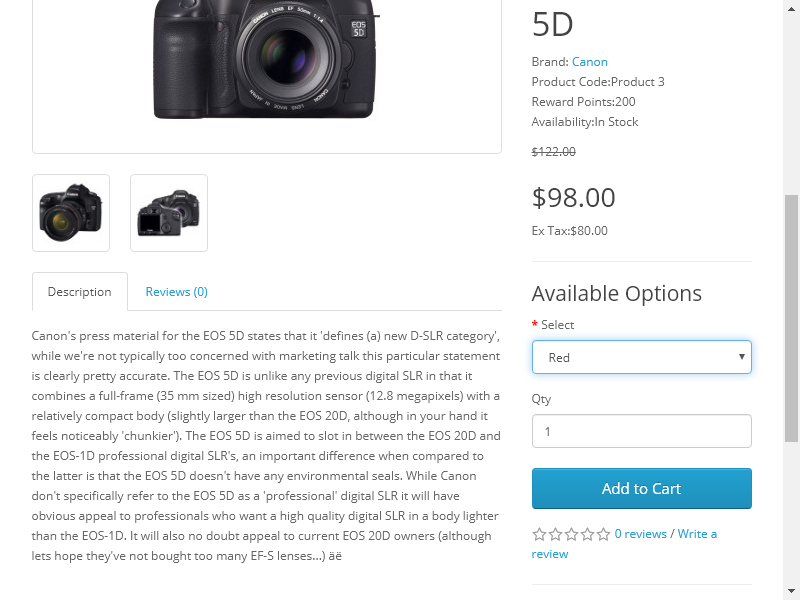 5D
Brand: Canon
Product Code:Product 3
Reward Points:200
Availability:In Stock
$122.00
$98.00
Ex Tax:$80.00
Available Options
* Select
Red
Qty
1
Add to Cart
0 reviews / Write a
review
CANON LENS EF 50mm 1:1.4
EOS
5D
Description
Reviews (0)
Canon's press material for the EOS 5D states that it 'defines (a) new D-SLR category',
while we're not typically too concerned with marketing talk this particular statement
is clearly pretty accurate. The EOS 5D is unlike any previous digital SLR in that it
combines a full-frame (35 mm sized) high resolution sensor (12.8 megapixels) with a
relatively compact body (slightly larger than the EOS 20D, although in your hand it
feels noticeably 'chunkier'). The EOS 5D is aimed to slot in between the EOS 20D and
the EOS-1D professional digital SLR's, an important difference when compared to
the latter is that the EOS 5D doesn't have any environmental seals. While Canon
don't specifically refer to the EOS 5D as a 'professional' digital SLR it will have
obvious appeal to professionals who want a high quality digital SLR in a body lighter
than the EOS-1D. It will also no doubt appeal to current EOS 20D owners (although
lets hope they've not bought too many EF-S lenses...) äë